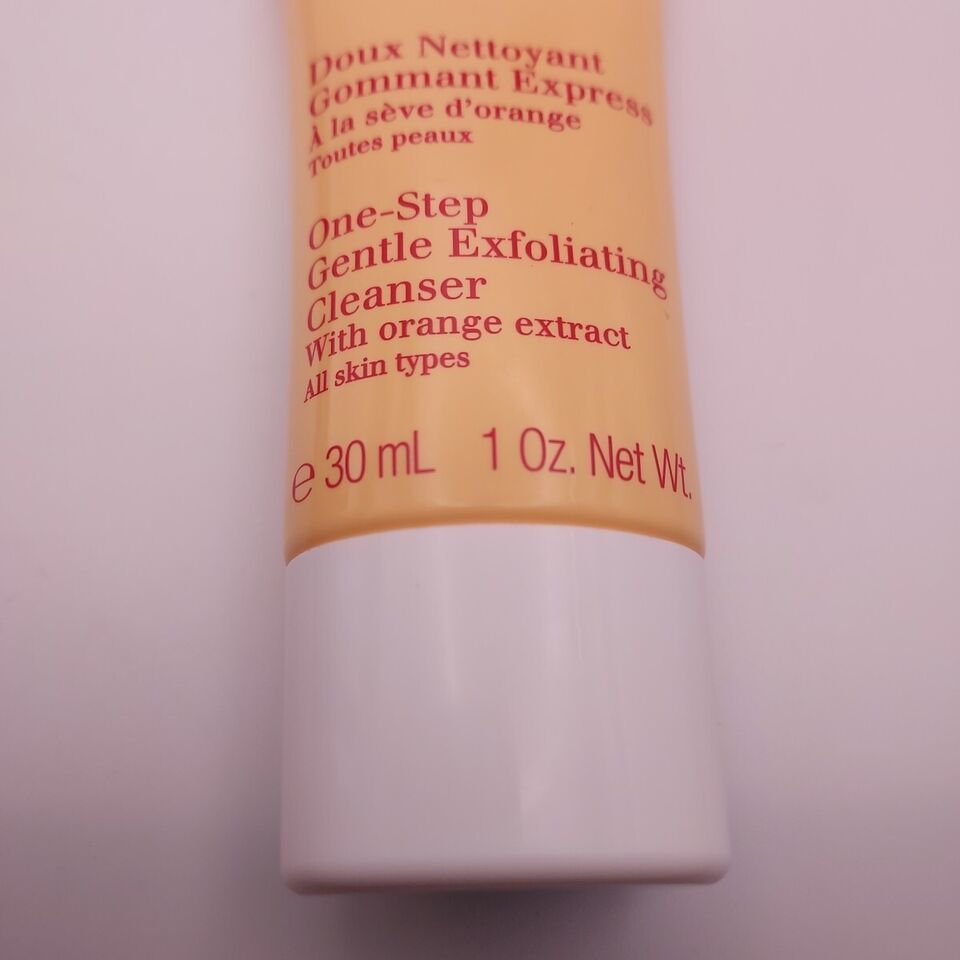 Doux Nettoyant
Gommant Express
À la sève d'orange
Toutes peaux
One-Step
Gentle Exfoliating
Cleanser
With orange extract
All skin types
℮ 30 mL 1 Oz. Net Wt.